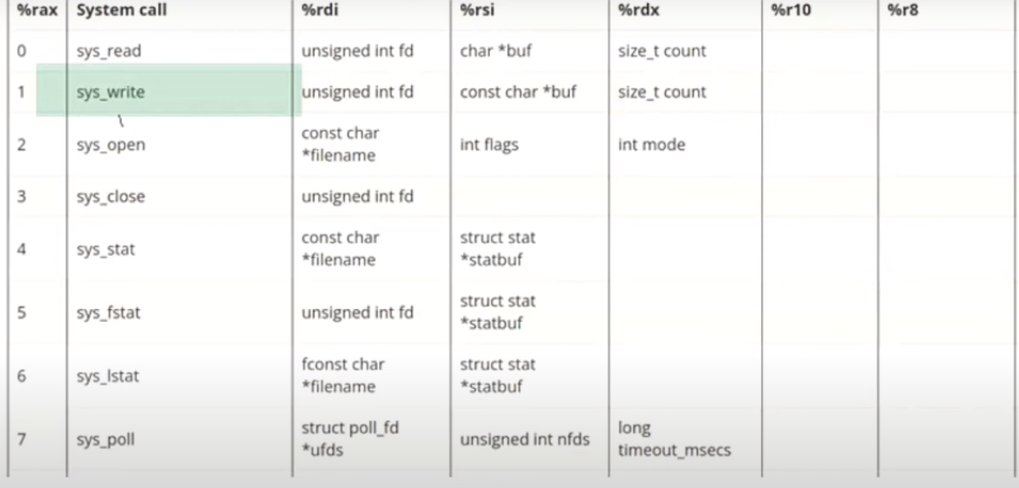 %rax System call %rdi %rsi %rdx %r10 %r8
0 sys_read unsigned int fd char *buf size_t count
1 sys_write unsigned int fd const char *buf size_t count
\
2 sys_open const char *filename int flags int mode
3 sys_close unsigned int fd
4 sys_stat const char *filename struct stat *statbuf
5 sys_fstat unsigned int fd struct stat *statbuf
6 sys_lstat fconst char *filename struct stat *statbuf
7 sys_poll struct poll_fd *ufds unsigned int nfds long timeout_msecs